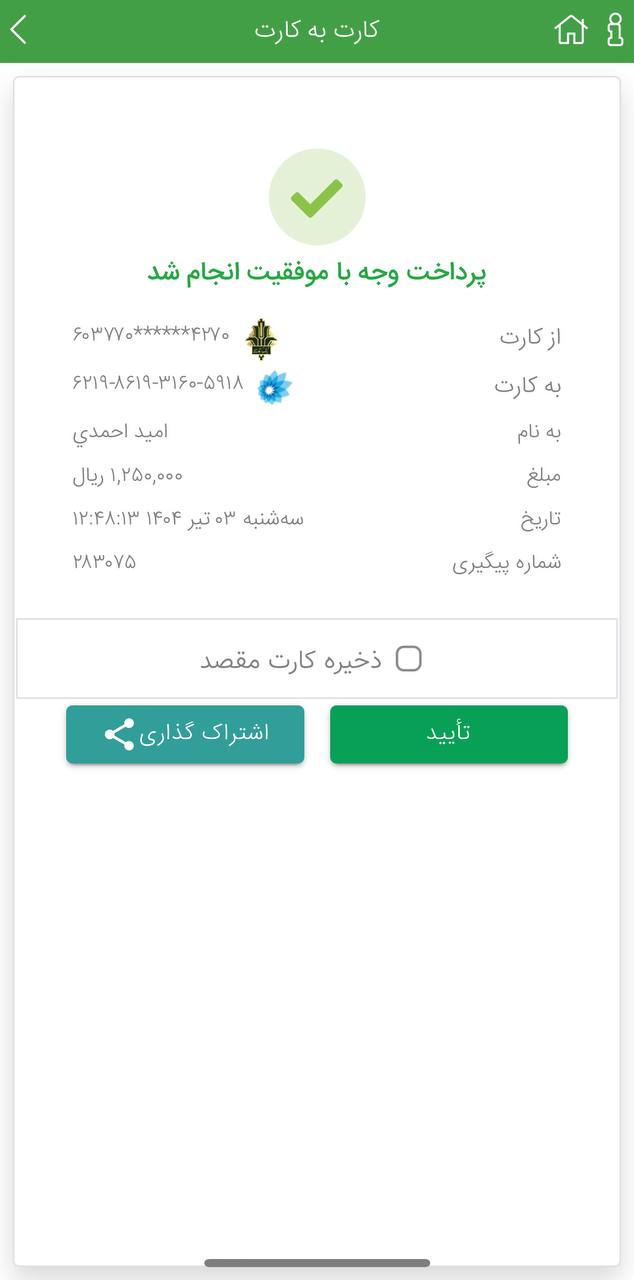 کارت به کارت
پرداخت وجه با موفقیت انجام شد
از کارت ۶۰۳۷۷۰******۴۲۷۰
به کارت ۶۲۱۹-۸۶۱۹-۳۱۶۰-۵۹۱۸
به نام امید احمدي
مبلغ ۱,۲۵۰,۰۰۰ ریال
تاریخ سه‌شنبه ۰۳ تیر ۱۴۰۴ ۱۲:۴۸:۱۳
شماره پیگیری ۲۸۳۰۷۵
ذخیره کارت مقصد
تأیید اشتراک گذاری